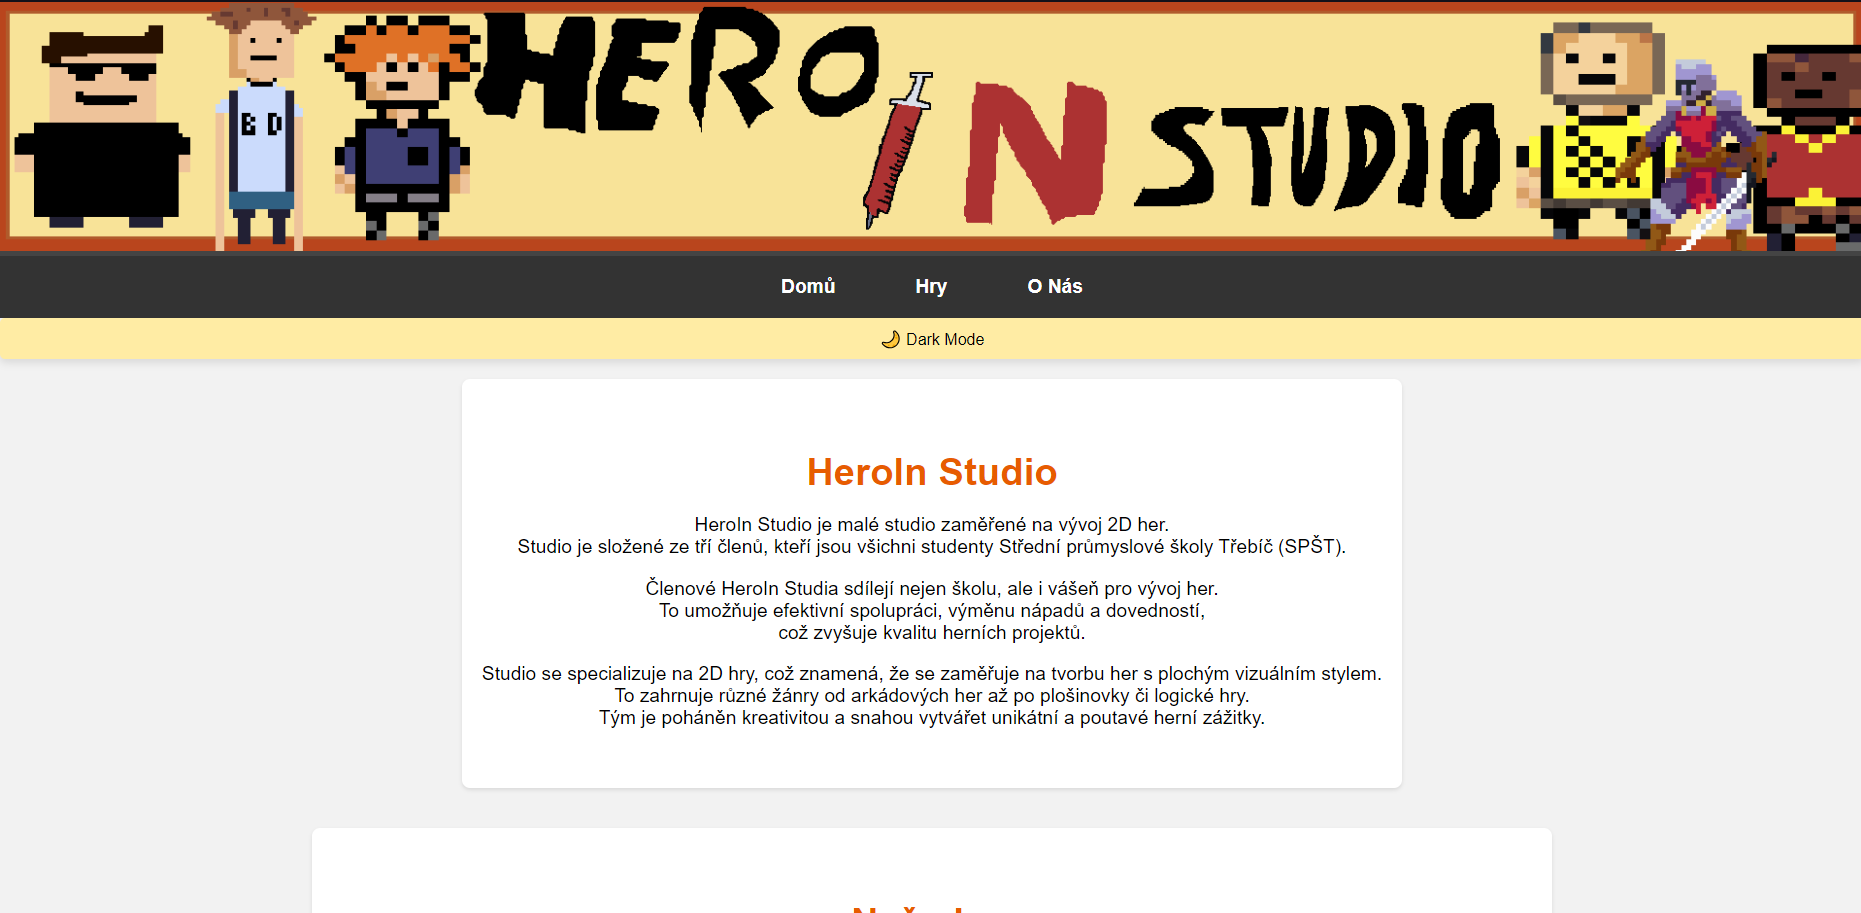 HERO
IN STUDIO
B D
Domů
Hry
O Nás
🌙 Dark Mode
HeroIn Studio
HeroIn Studio je malé studio zaměřené na vývoj 2D her.
Studio je složené ze tří členů, kteří jsou všichni studenty Střední průmyslové školy Třebíč (SPŠT).
Členové HeroIn Studia sdílejí nejen školu, ale i vášeň pro vývoj her.
To umožňuje efektivní spolupráci, výměnu nápadů a dovedností,
což zvyšuje kvalitu herních projektů.
Studio se specializuje na 2D hry, což znamená, že se zaměřuje na tvorbu her s plochým vizuálním stylem.
To zahrnuje různé žánry od arkádových her až po plošinovky či logické hry.
Tým je poháněn kreativitou a snahou vytvářet unikátní a poutavé herní zážitky.